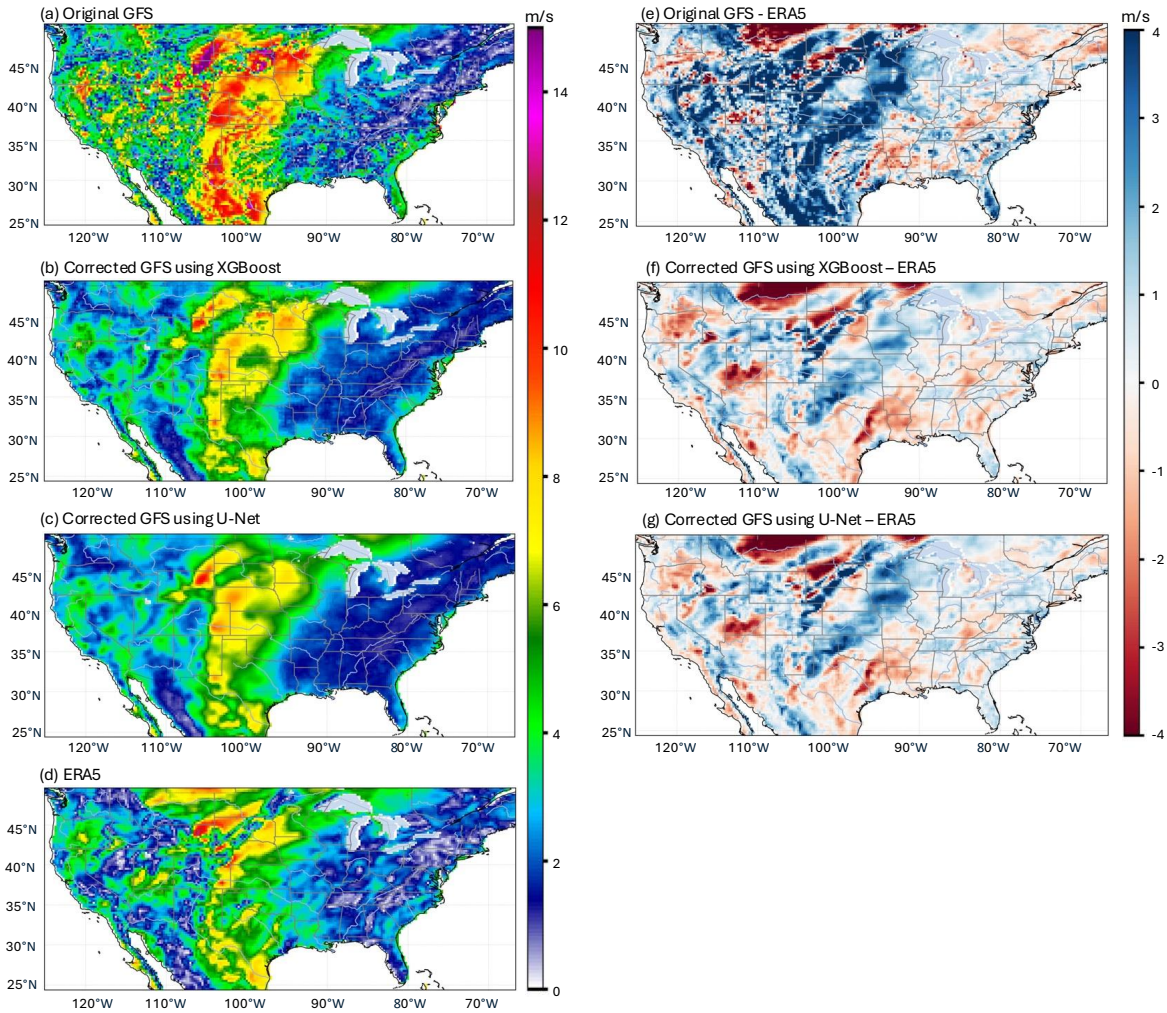 (a) Original GFS
m/s
(e) Original GFS - ERA5
m/s
45°N
40°N
35°N
30°N
25°N
120°W 110°W 100°W 90°W 80°W 70°W
45°N
40°N
35°N
30°N
25°N
120°W 110°W 100°W 90°W 80°W 70°W
(b) Corrected GFS using XGBoost
(f) Corrected GFS using XGBoost – ERA5
45°N
40°N
35°N
30°N
25°N
120°W 110°W 100°W 90°W 80°W 70°W
45°N
40°N
35°N
30°N
25°N
120°W 110°W 100°W 90°W 80°W 70°W
(c) Corrected GFS using U-Net
(g) Corrected GFS using U-Net – ERA5
45°N
40°N
35°N
30°N
25°N
120°W 110°W 100°W 90°W 80°W 70°W
45°N
40°N
35°N
30°N
25°N
120°W 110°W 100°W 90°W 80°W 70°W
(d) ERA5
45°N
40°N
35°N
30°N
25°N
120°W 110°W 100°W 90°W 80°W 70°W
14
12
10
8
6
4
2
0
4
3
2
1
0
-1
-2
-3
-4